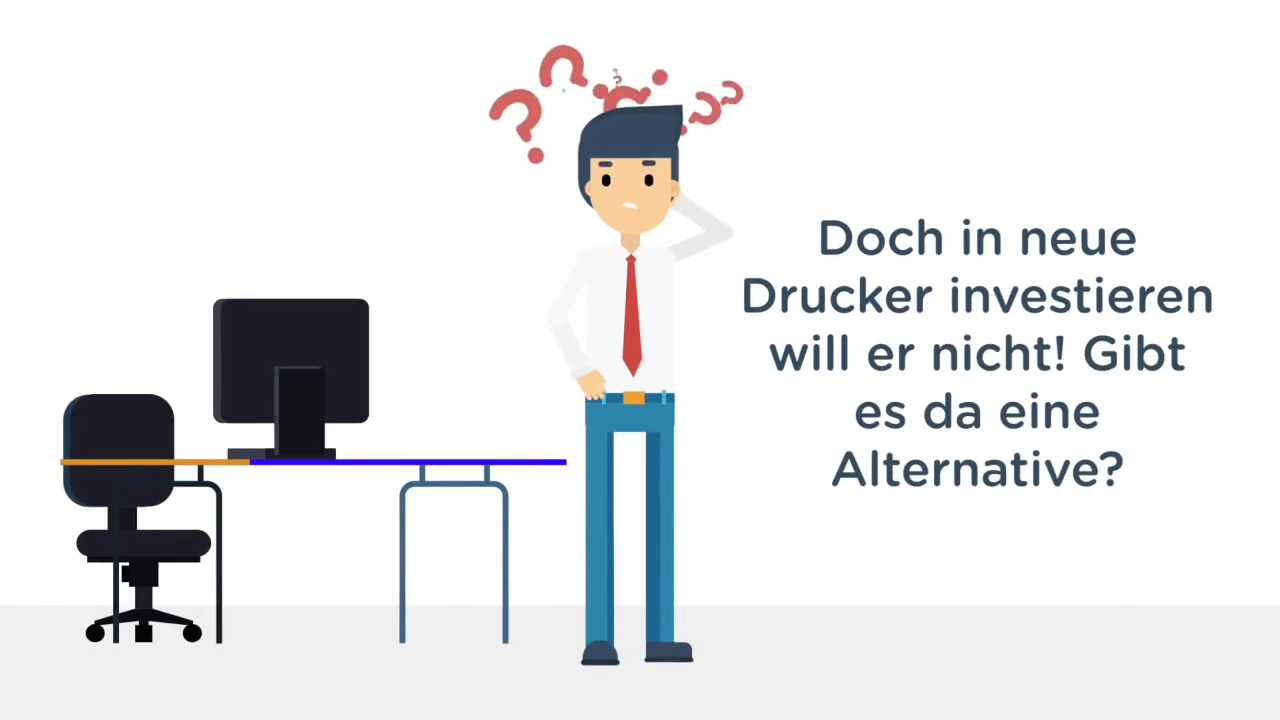 Doch in neue
Drucker investieren
will er nicht! Gibt
es da eine
Alternative?